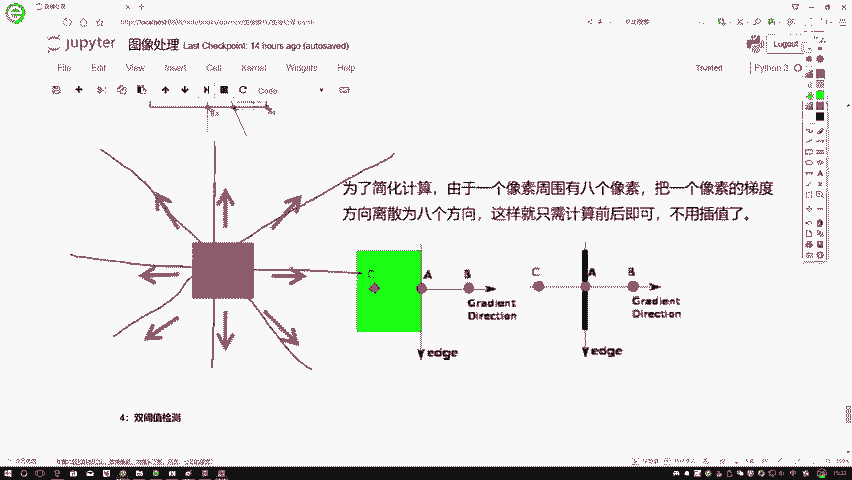 jupyter 图像处理 Last Checkpoint: 14 hours ago (autosaved)
Logout
File Edit View Insert Cell Kernel Widgets Help
Trusted
Python 3
Code
为了简化计算，由于一个像素周围有八个像素，把一个像素的梯度
方向离散为八个方向，这样就只需计算前后即可，不用插值了。
C A B
Gradient
Direction
edge
C A B
Gradient
Direction
edge
4：双阈值检测